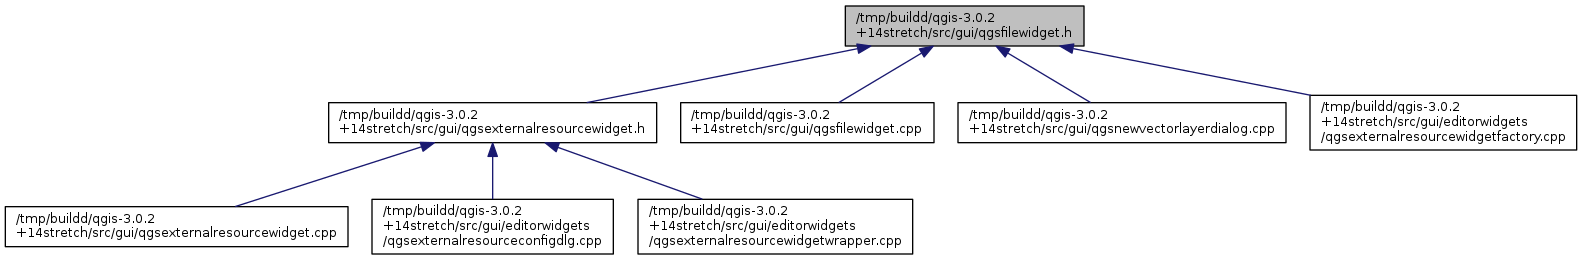 /tmp/buildd/qgis-3.0.2
+14stretch/src/gui/qgsfilewidget.h
/tmp/buildd/qgis-3.0.2
+14stretch/src/gui/qgsexternalresourcewidget.h
/tmp/buildd/qgis-3.0.2
+14stretch/src/gui/qgsfilewidget.cpp
/tmp/buildd/qgis-3.0.2
+14stretch/src/gui/qgsnewvectorlayerdialog.cpp
/tmp/buildd/qgis-3.0.2
+14stretch/src/gui/editorwidgets
/qgsexternalresourcewidgetfactory.cpp
/tmp/buildd/qgis-3.0.2
+14stretch/src/gui/qgsexternalresourcewidget.cpp
/tmp/buildd/qgis-3.0.2
+14stretch/src/gui/editorwidgets
/qgsexternalresourceconfigdlg.cpp
/tmp/buildd/qgis-3.0.2
+14stretch/src/gui/editorwidgets
/qgsexternalresourcewidgetwrapper.cpp